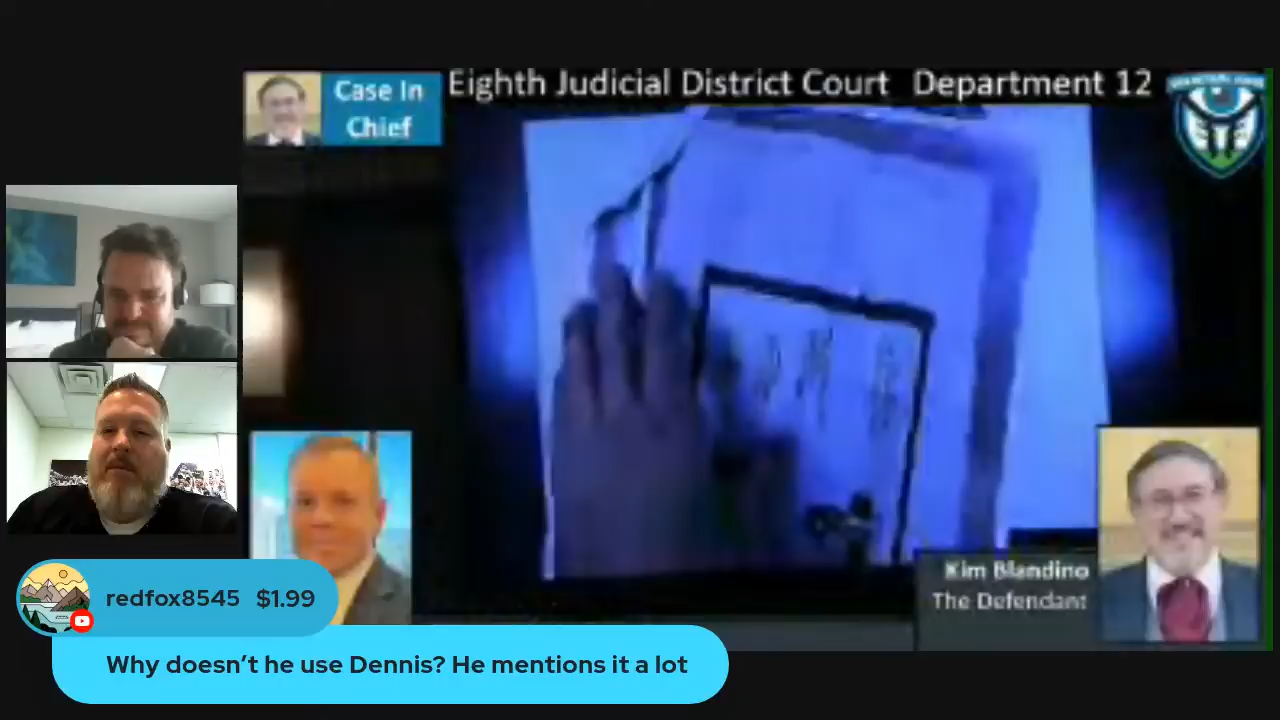 Case In
Chief
Eighth Judicial District Court Department 12
Kim Blandino
The Defendant
redfox8545 $1.99
Why doesn't he use Dennis? He mentions it a lot